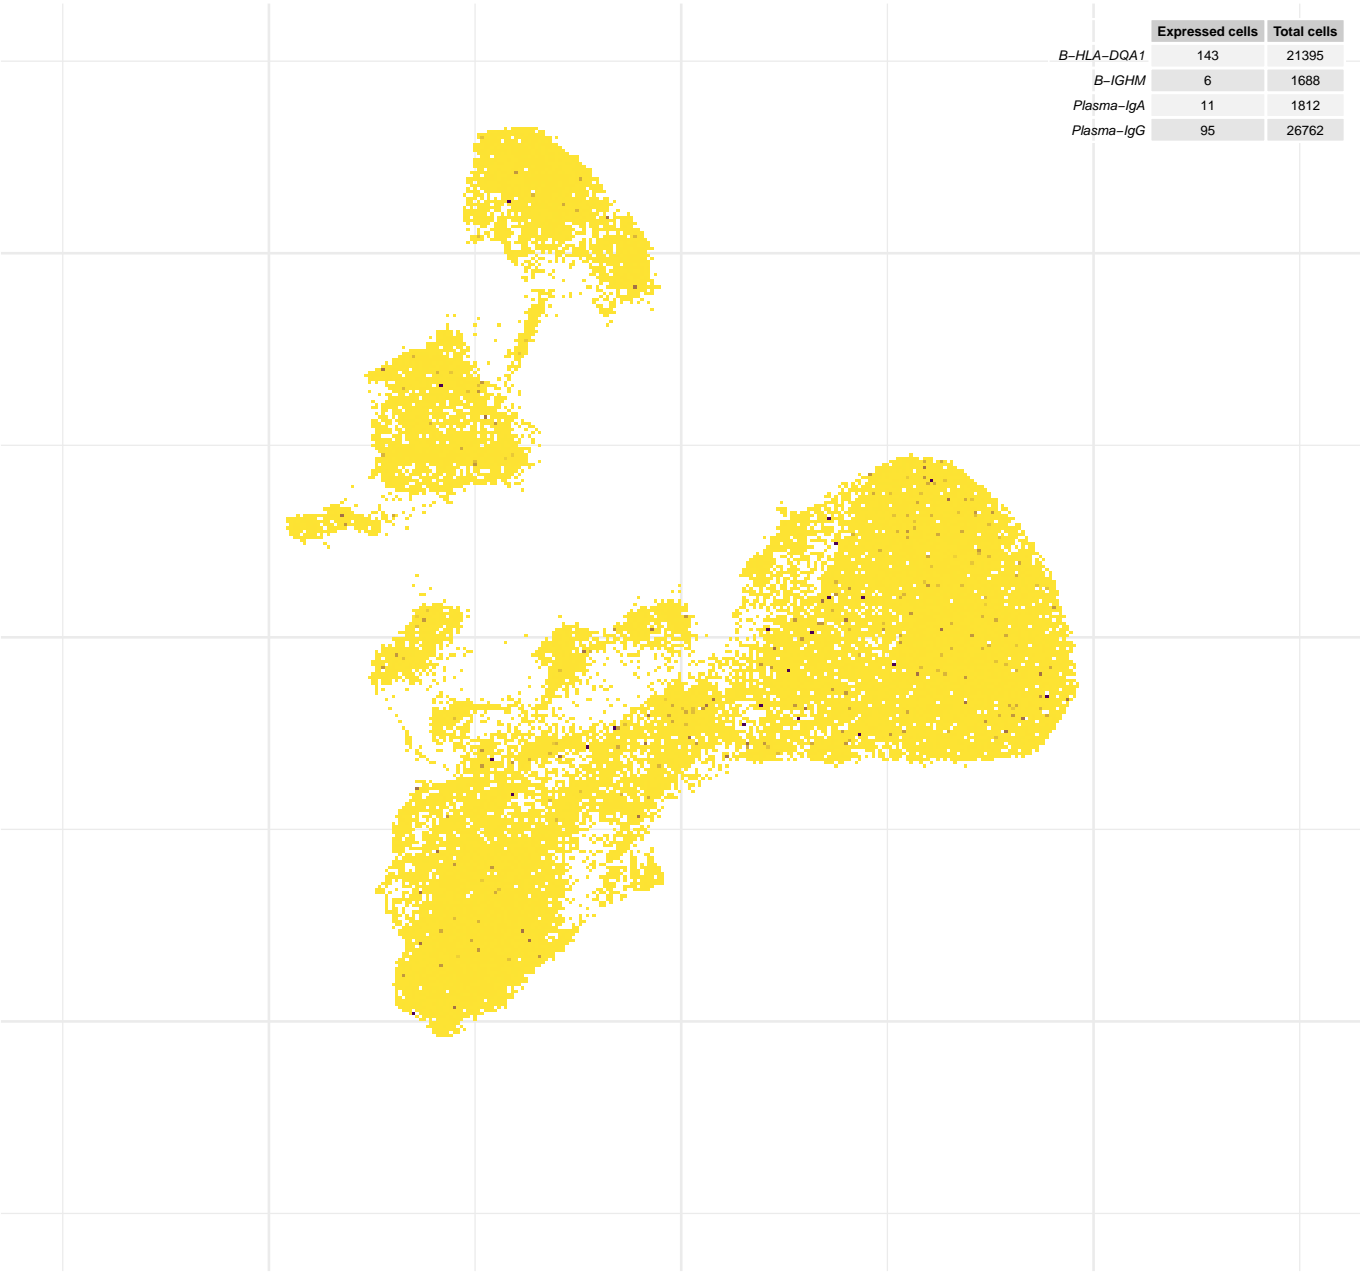 Expressed cells Total cells
B−HLA−DQA1 143 21395
B−IGHM 6 1688
Plasma−IgA 11 1812
Plasma−IgG 95 26762